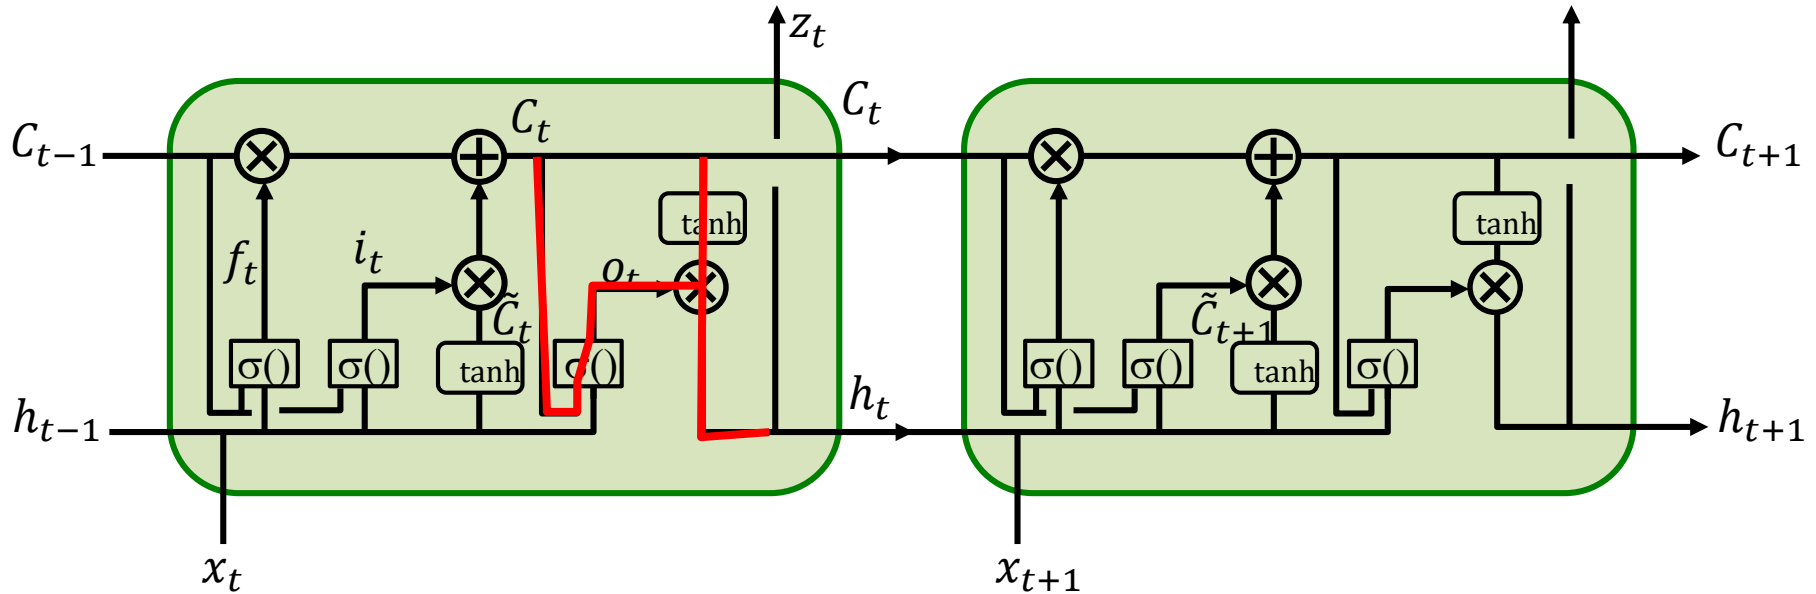 z_t
C_{t-1} C_t C_t C_{t+1}
tanh tanh
f_t i_t o_t
C̃_t C̃_{t+1}
σ() σ() tanh σ() σ() σ() tanh σ()
h_{t-1} h_t h_{t+1}
x_t x_{t+1}